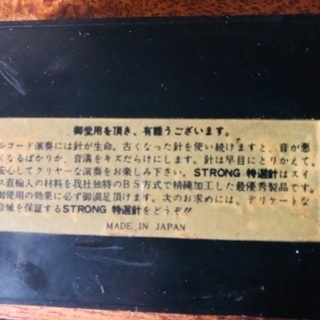 御愛用を頂き、有難うございます。
レコード演奏には針が生命。古くなった針を使い続けますと、音が悪
くなるばかりか、音溝をキズだらけにします。針は早目にとりかえて、
安心してクリヤーな演奏をお楽しみ下さい。STRONG 特選針はスイ
ス直輸入の材料を我社独特のBS方式で精緻加工した最優秀製品です。
御使用の効果に必ず御満足頂けます。次のお求めには、デリケートな
音域を保証するSTRONG 特選針をどうぞ!!
MADE IN JAPAN